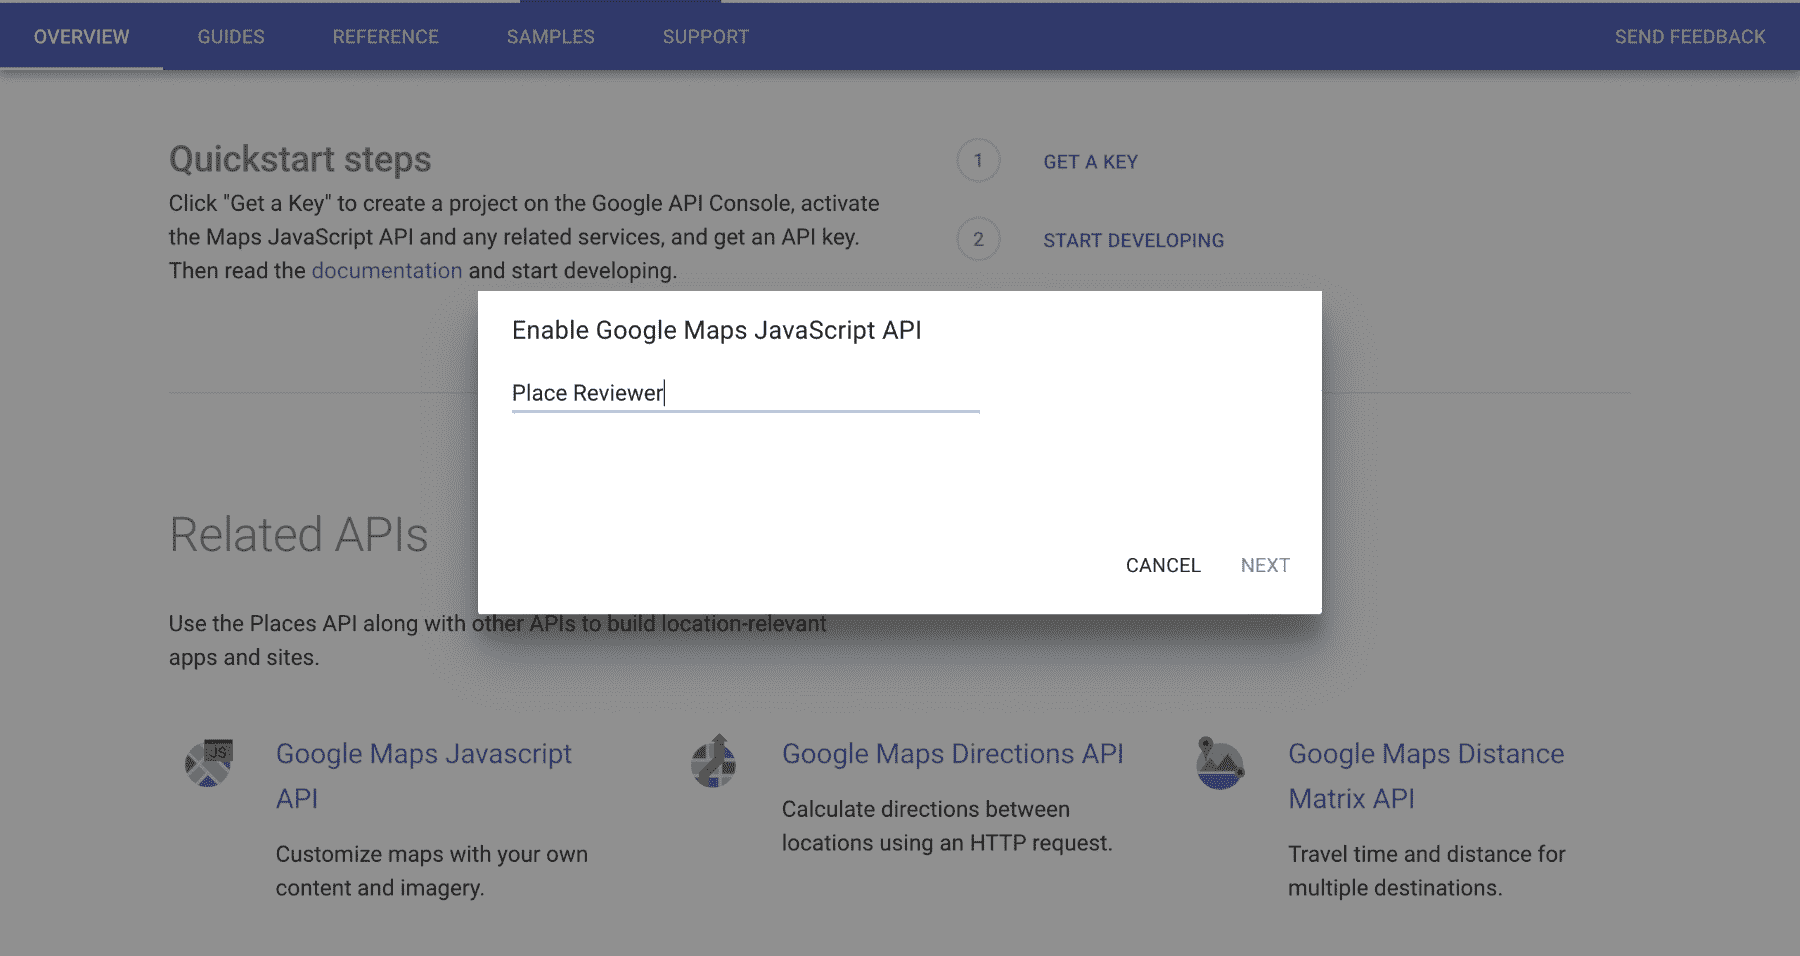 OVERVIEW GUIDES REFERENCE SAMPLES SUPPORT SEND FEEDBACK
Quickstart steps
Click "Get a Key" to create a project on the Google API Console, activate
the Maps JavaScript API and any related services, and get an API key.
Then read the documentation and start developing.
1 GET A KEY
2 START DEVELOPING
Enable Google Maps JavaScript API
Place Reviewer
CANCEL NEXT
Related APIs
Use the Places API along with other APIs to build location-relevant
apps and sites.
JS
Google Maps Javascript
API
Customize maps with your own
content and imagery.
Google Maps Directions API
Calculate directions between
locations using an HTTP request.
Google Maps Distance
Matrix API
Travel time and distance for
multiple destinations.